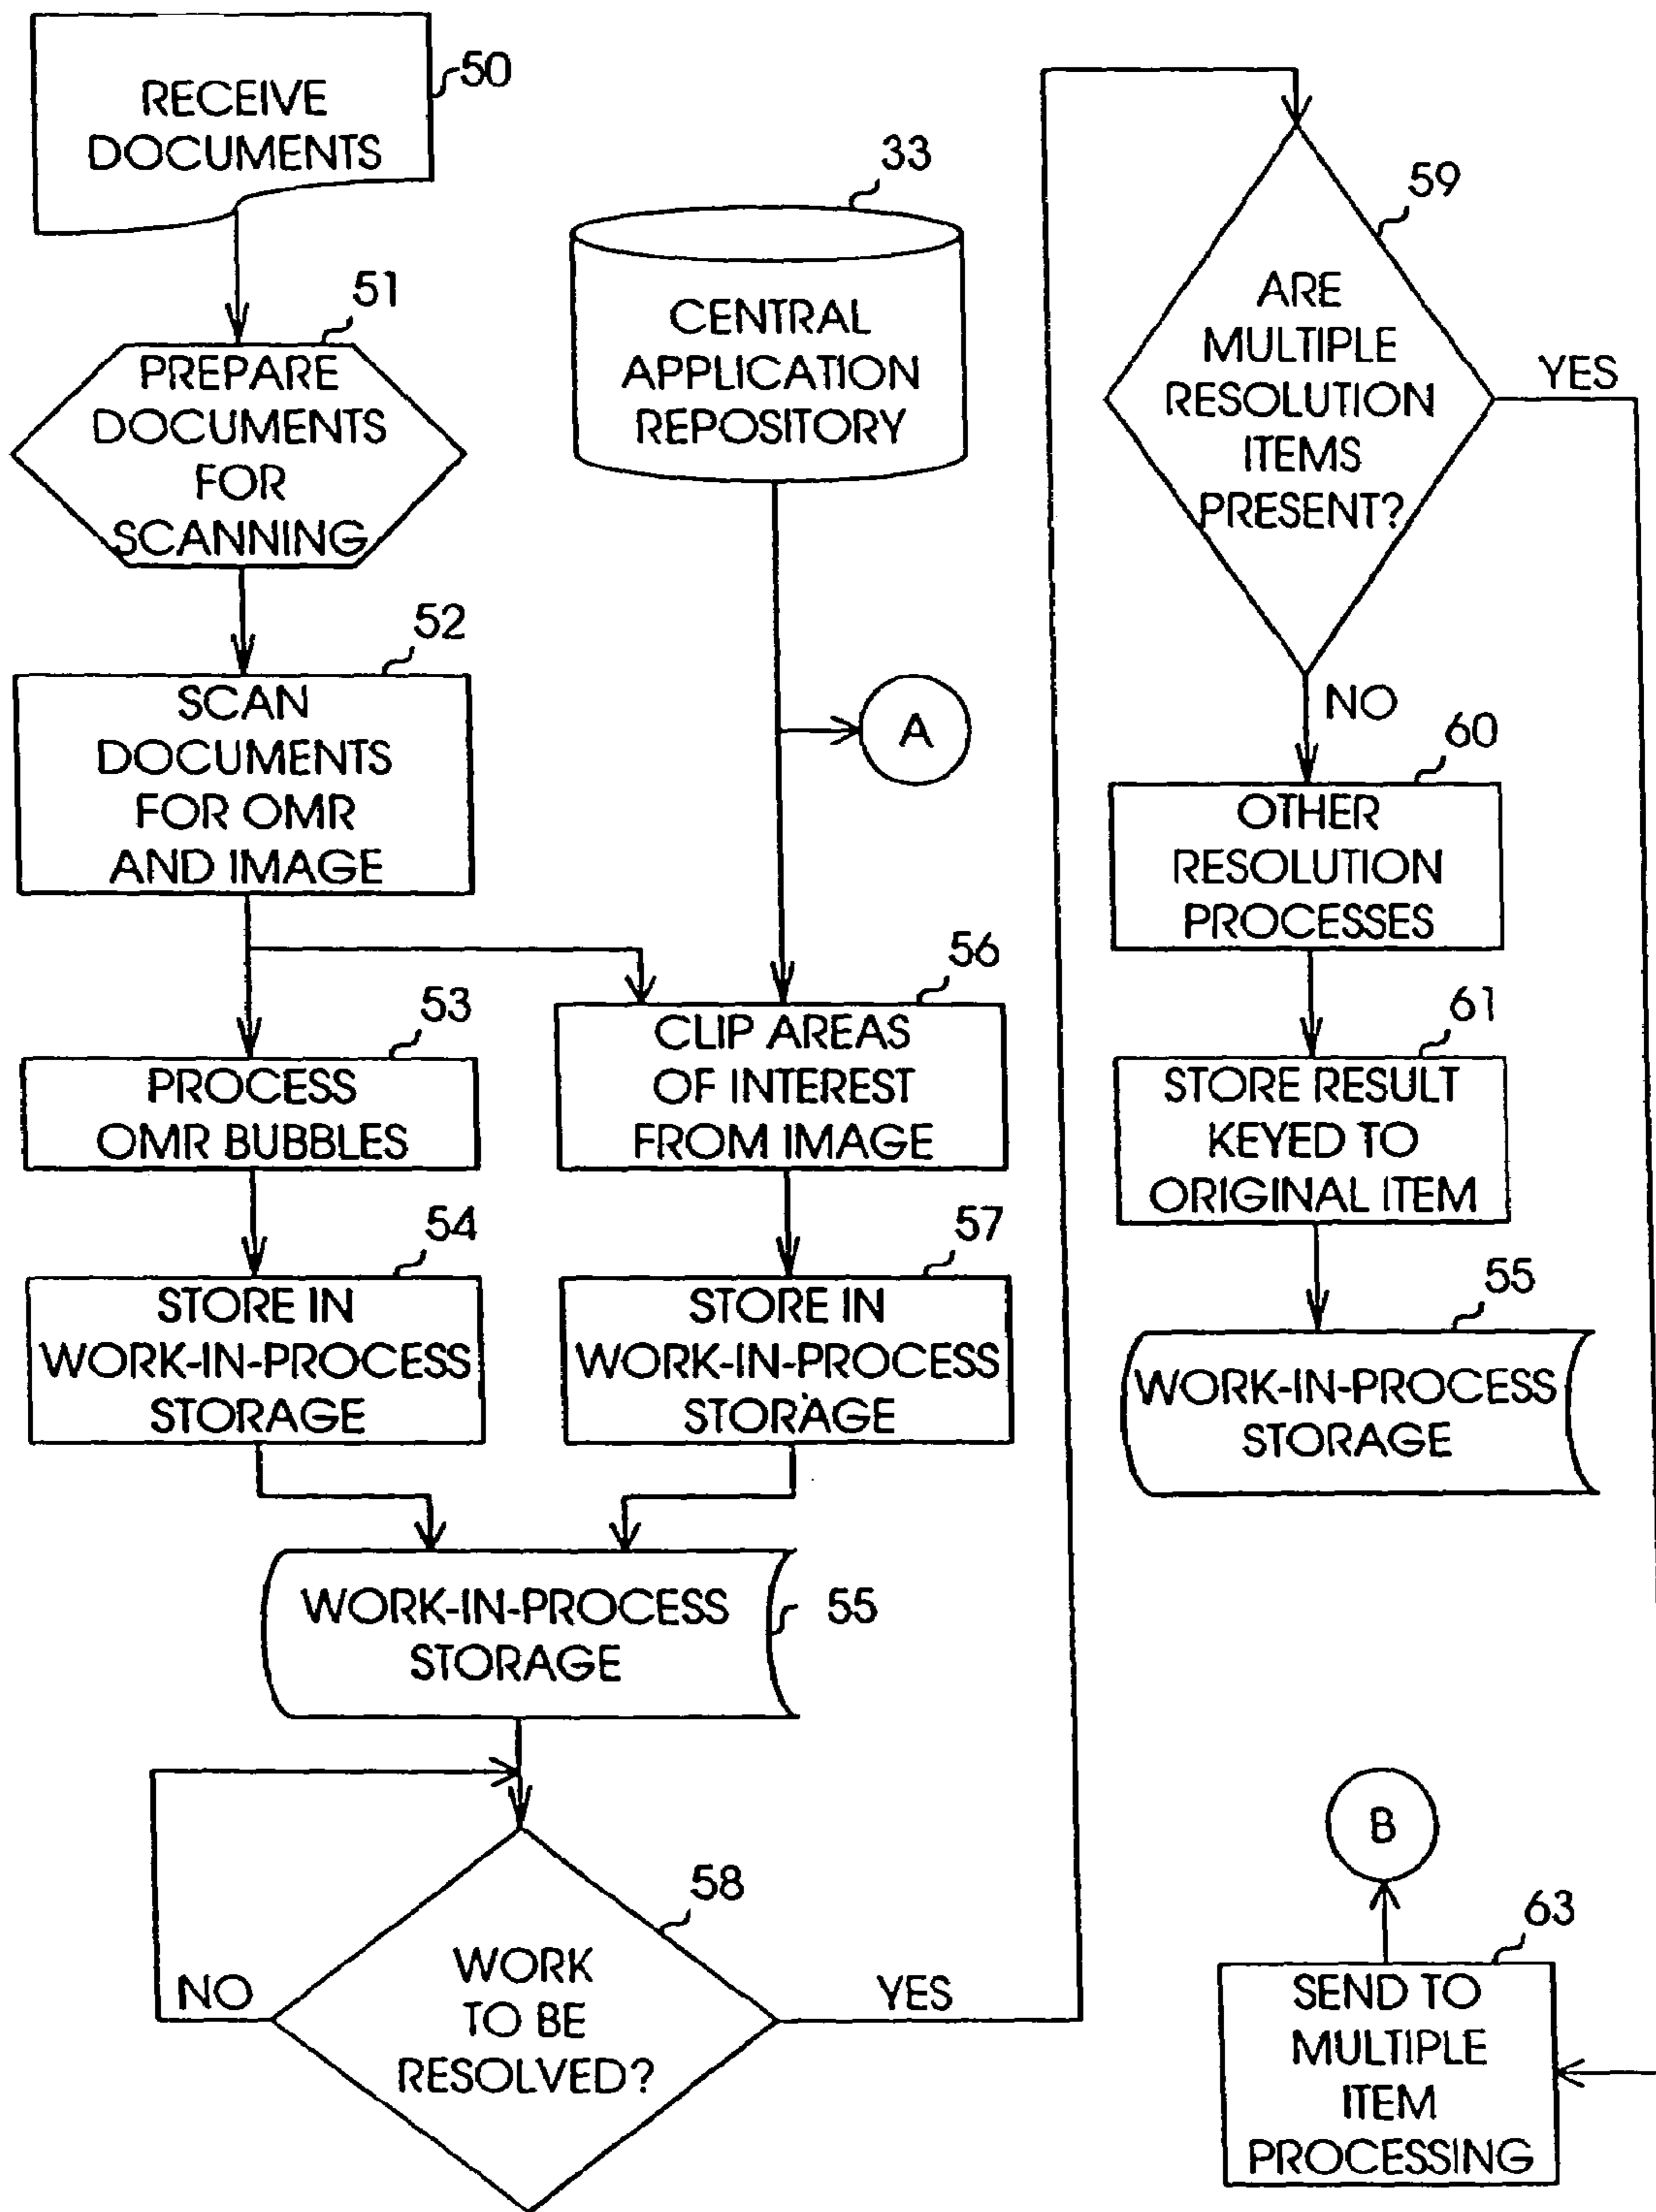 50
RECEIVE
DOCUMENTS
51
PREPARE
DOCUMENTS
FOR
SCANNING
52
SCAN
DOCUMENTS
FOR OMR
AND IMAGE
53
PROCESS
OMR BUBBLES
54
STORE IN
WORK-IN-PROCESS
STORAGE
33
CENTRAL
APPLICATION
REPOSITORY
A
56
CLIP AREAS
OF INTEREST
FROM IMAGE
57
STORE IN
WORK-IN-PROCESS
STORAGE
WORK-IN-PROCESS
STORAGE
55
58
WORK
TO BE
RESOLVED?
NO
YES
59
ARE
MULTIPLE
RESOLUTION
ITEMS
PRESENT?
YES
NO
60
OTHER
RESOLUTION
PROCESSES
61
STORE RESULT
KEYED TO
ORIGINAL ITEM
55
WORK-IN-PROCESS
STORAGE
B
63
SEND TO
MULTIPLE
ITEM
PROCESSING